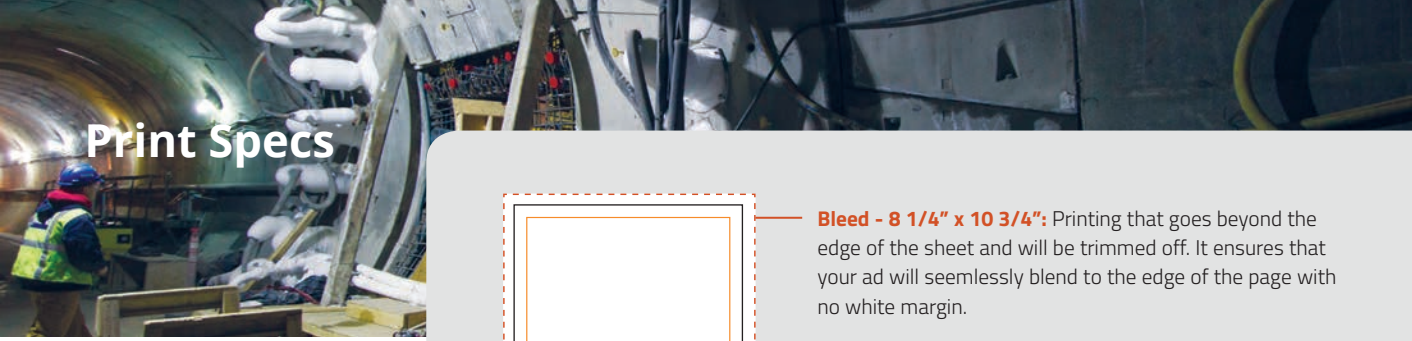 Print Specs
Bleed - 8 1/4” x 10 3/4”: Printing that goes beyond the
edge of the sheet and will be trimmed off. It ensures that
your ad will seemlessly blend to the edge of the page with
no white margin.